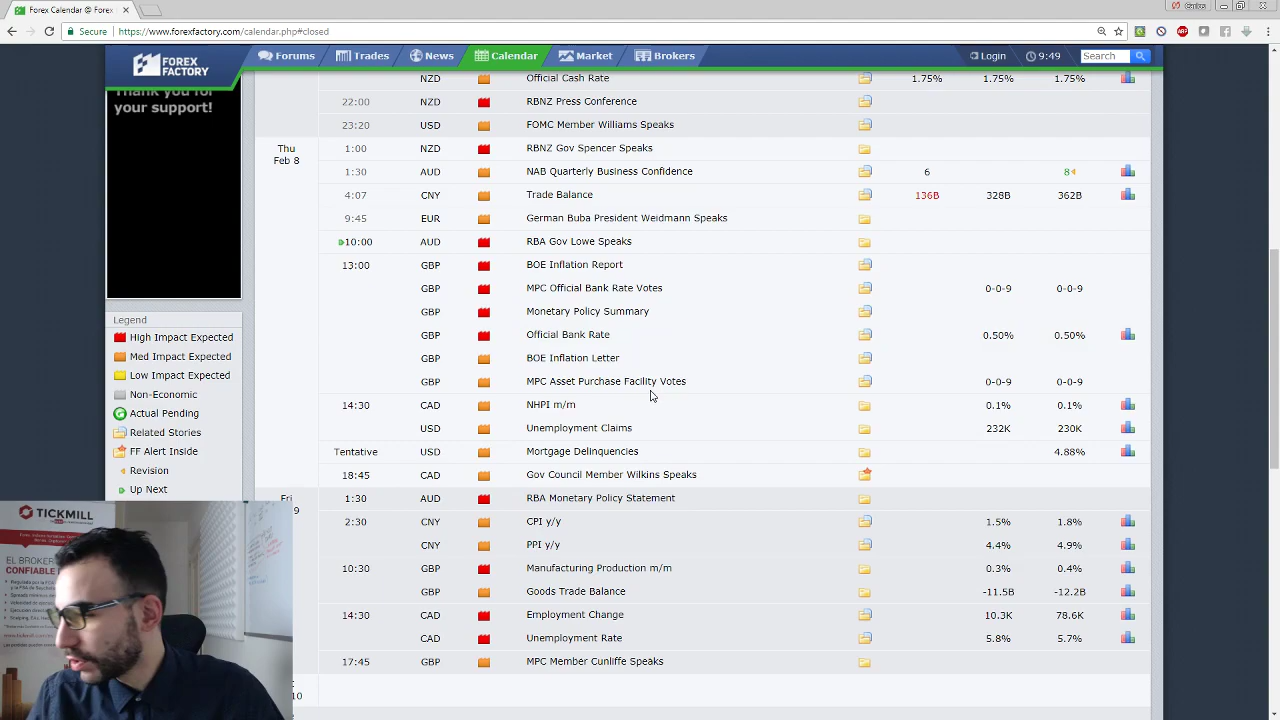 Forex Calendar @ Forex
Graphox
Secure https://www.forexfactory.com/calendar.php#closed
FOREX FACTORY Forums Trades News Calendar Market Brokers Login 9:49 Search
Thank you for
your support!
Legend
High Impact Expected
Med Impact Expected
Low Impact Expected
Non-Economic
Actual Pending
Related Stories
FF Alert Inside
Revision
Up Next
NZD Official Cash Rate 1.75% 1.75% 1.75%
22:00 NZD RBNZ Press Conference
23:20 USD FOMC Member Williams Speaks
Thu
Feb 8
1:00 NZD RBNZ Gov Spencer Speaks
1:30 AUD NAB Quarterly Business Confidence 6 8
4:07 CNY Trade Balance 136B 328B 362B
9:45 EUR German Buba President Weidmann Speaks
10:00 AUD RBA Gov Lowe Speaks
13:00 BOE Inflation Report
GBP MPC Official Bank Rate Votes 0-0-9 0-0-9
GBP Monetary Policy Summary
GBP Official Bank Rate 0.50% 0.50%
GBP BOE Inflation Letter
GBP MPC Asset Purchase Facility Votes 0-0-9 0-0-9
14:30 CAD NHPI m/m 0.1% 0.1%
USD Unemployment Claims 232K 230K
Tentative USD Mortgage Delinquencies 4.88%
18:45 Gov Council Member Wilkins Speaks
Fri
9
1:30 AUD RBA Monetary Policy Statement
CNY CPI 1.5% 1.8%
CNY PPI 4.4% 4.9%
10:30 GBP Manufacturing Production m/m 0.3% 0.4%
GBP Goods Trade Balance -11.5B -12.2B
Employment Change 10.3K 78.6K
CAD Unemployment Rate 5.8% 5.7%
17:45 GBP MPC Member Cunliffe Speaks
10
TICKMILL
EL BROKER
CONFIABLE